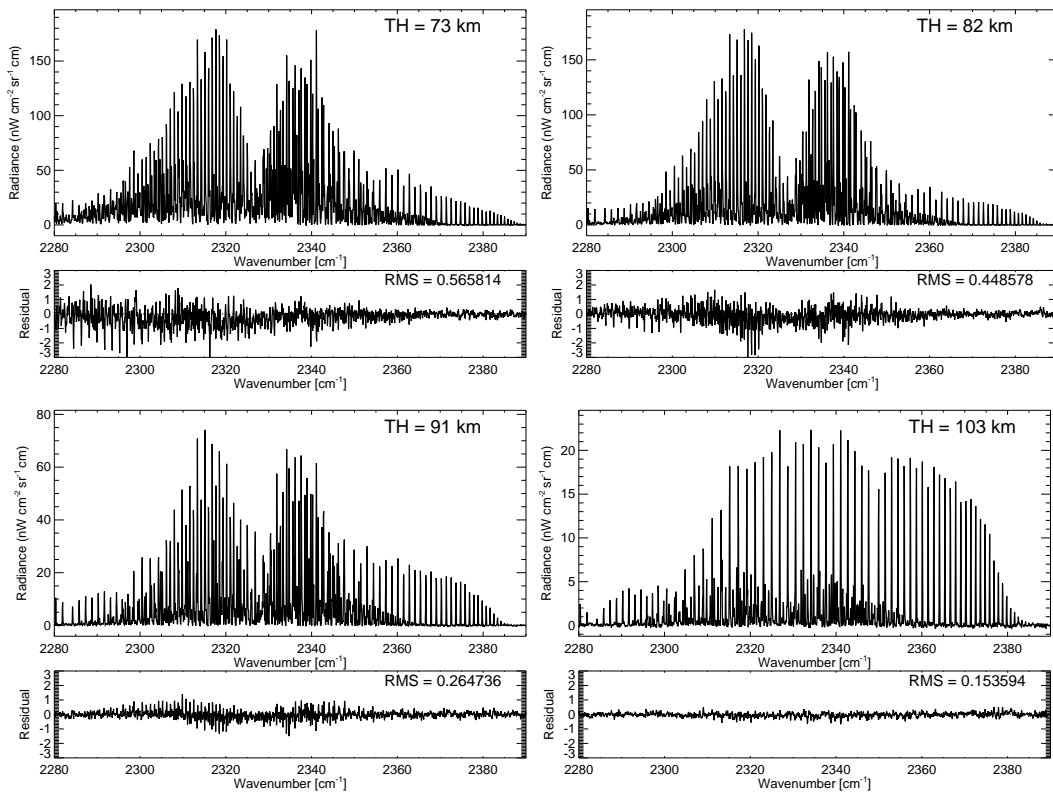 TH = 73 km
Radiance (nW cm-2 sr-1 cm)
150
100
50
0
2280 2300 2320 2340 2360 2380
Wavenumber [cm-1]
RMS = 0.565814
Residual
3
2
1
0
-1
-2
-3
2280 2300 2320 2340 2360 2380
Wavenumber [cm-1]
TH = 82 km
Radiance (nW cm-2 sr-1 cm)
150
100
50
0
2280 2300 2320 2340 2360 2380
Wavenumber [cm-1]
RMS = 0.448578
Residual
3
2
1
0
-1
-2
-3
2280 2300 2320 2340 2360 2380
Wavenumber [cm-1]
TH = 91 km
Radiance (nW cm-2 sr-1 cm)
80
60
40
20
0
2280 2300 2320 2340 2360 2380
Wavenumber [cm-1]
RMS = 0.264736
Residual
3
2
1
0
-1
-2
-3
2280 2300 2320 2340 2360 2380
Wavenumber [cm-1]
TH = 103 km
Radiance (nW cm-2 sr-1 cm)
20
15
10
5
0
2280 2300 2320 2340 2360 2380
Wavenumber [cm-1]
RMS = 0.153594
Residual
3
2
1
0
-1
-2
-3
2280 2300 2320 2340 2360 2380
Wavenumber [cm-1]